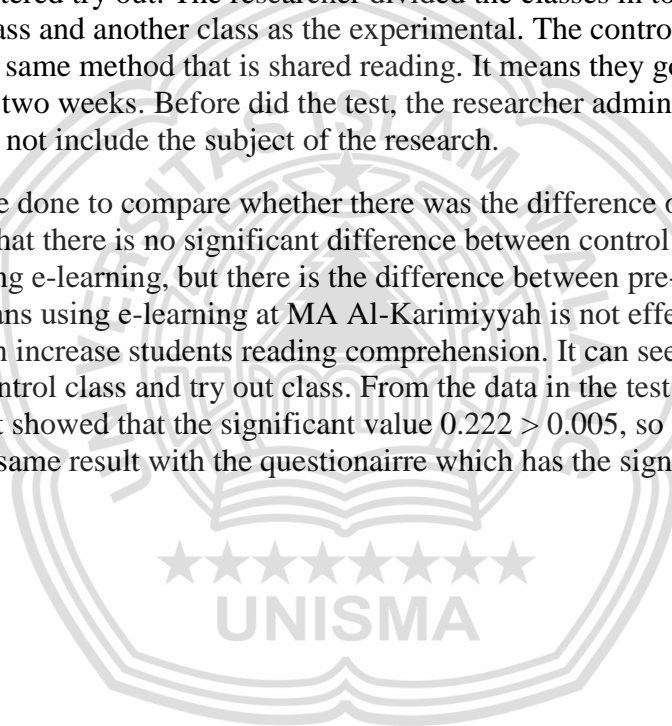 tered try out. The researcher divided the classes in to
ass and another class as the experimental. The contro
same method that is shared reading. It means they go
two weeks. Before did the test, the researcher admin
not include the subject of the research.
e done to compare whether there was the difference o
hat there is no significant difference between control
ng e-learning, but there is the difference between pre-
ans using e-learning at MA Al-Karimiyyah is not effe
n increase students reading comprehension. It can see
ntrol class and try out class. From the data in the test
t showed that the significant value 0.222 > 0.005, so
same result with the questionairre which has the sign
UNIVERSITAS ISLAM MALANG
UNISMA